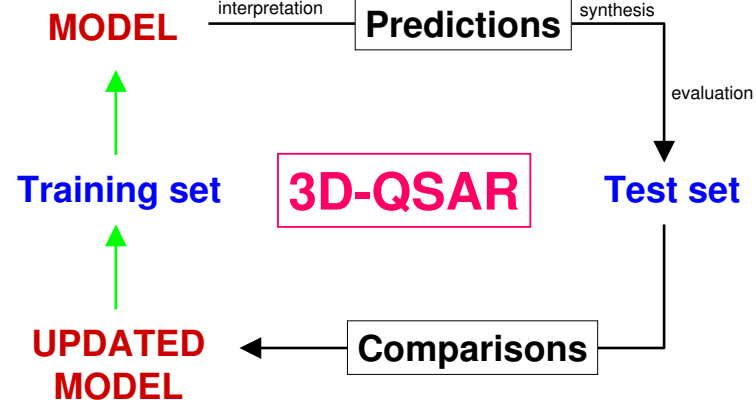 interpretation
MODEL
Predictions
synthesis
evaluation
Training set
3D-QSAR
Test set
UPDATED
MODEL
Comparisons